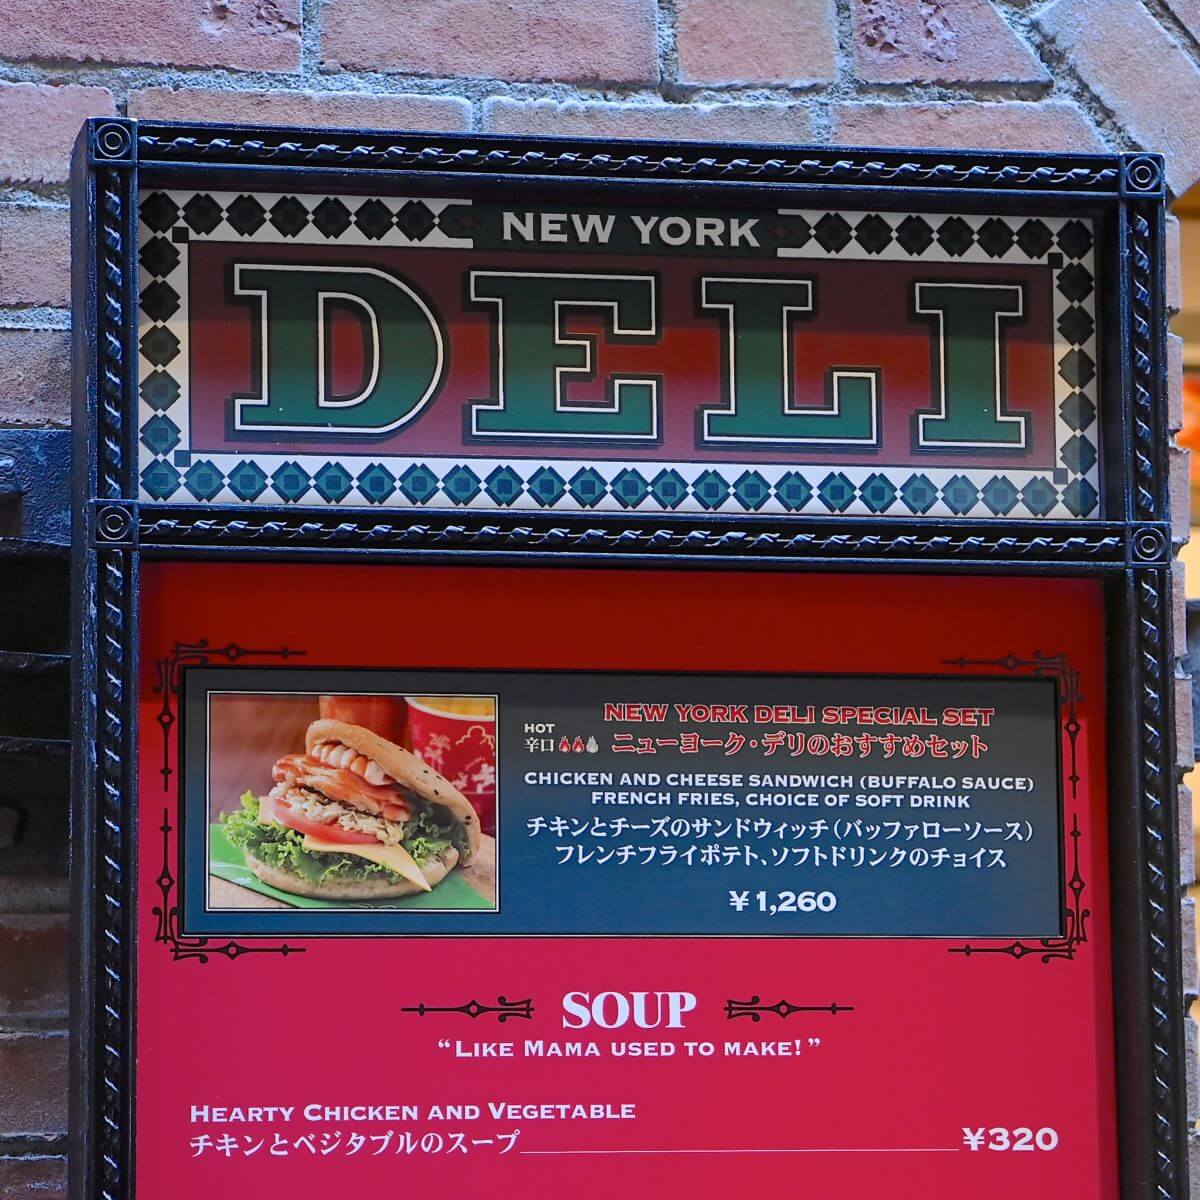 NEW YORK
DELI
NEW YORK DELI SPECIAL SET
HOT
辛口 ニューヨーク・デリのおすすめセット
CHICKEN AND CHEESE SANDWICH (BUFFALO SAUCE)
FRENCH FRIES, CHOICE OF SOFT DRINK
チキンとチーズのサンドウィッチ（バッファローソース）
フレンチフライポテト、ソフトドリンクのチョイス
¥1,260
SOUP
“LIKE MAMA USED TO MAKE!”
HEARTY CHICKEN AND VEGETABLE
チキンとベジタブルのスープ ¥320